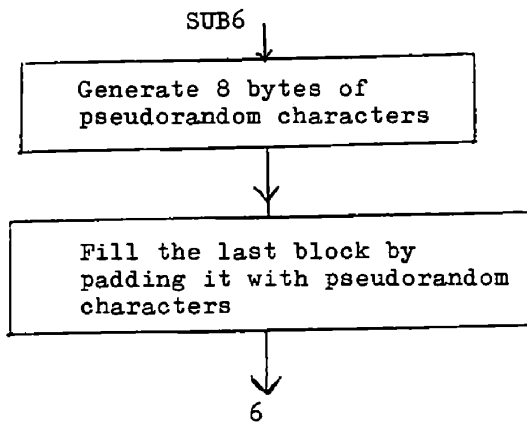 SUB6
Generate 8 bytes of
pseudorandom characters
Fill the last block by
padding it with pseudorandom
characters
6